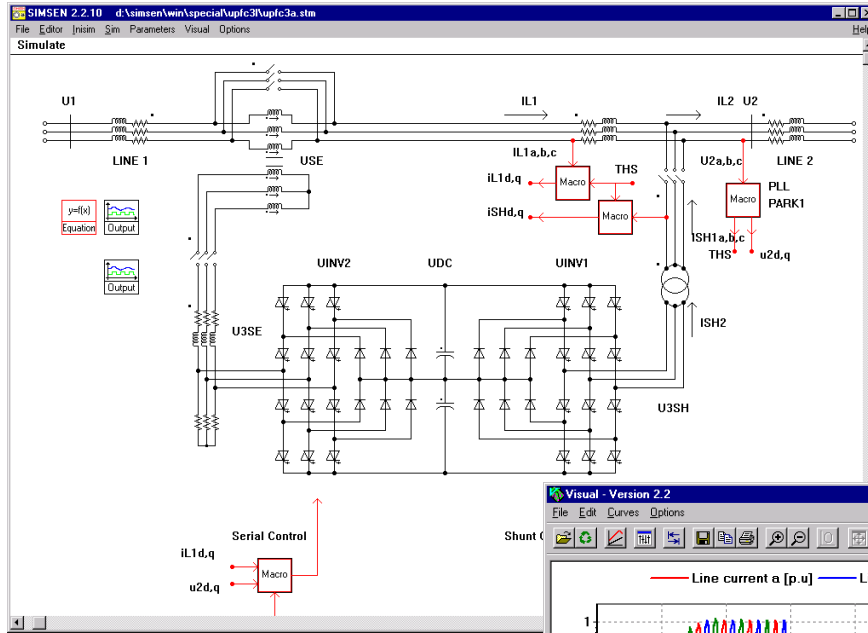 SIMSEN 2.2.10 d:\simsen\win\special\upfc3l\upfc3a.stm
File Editor Inisim Sim Parameters Visual Options Help
Simulate
U1
IL1
IL2 U2
LINE 1
USE
IL1a,b,c
U2a,b,c LINE 2
iL1d,q
Macro
THS
PLL
PARK1
Macro
iSHd,q
Macro
y=f(x)
Equation
Output
ISH1a,b,c
THS
u2d,q
Output
UINV2
UDC
UINV1
U3SE
ISH2
U3SH
Serial Control
Shunt
iL1d,q
Macro
u2d,q
Visual - Version 2.2
File Edit Curves Options
Line current a [p.u]
1